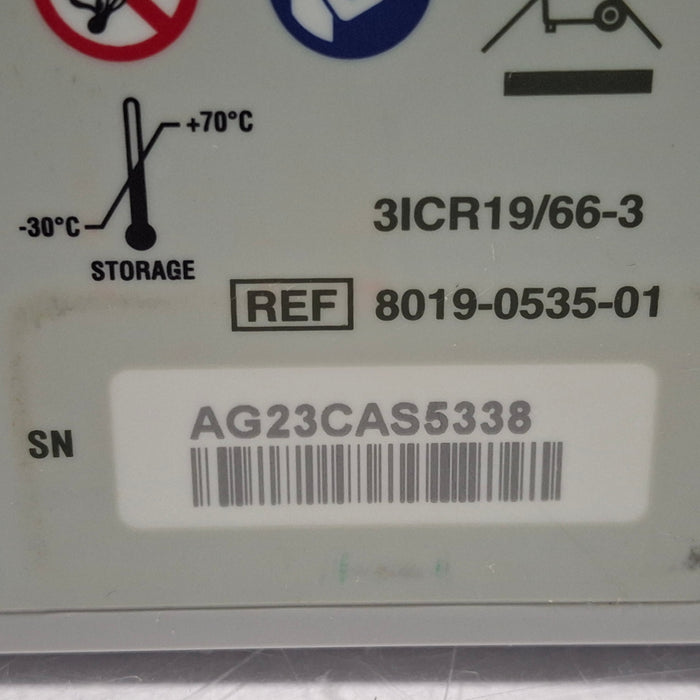 +70°C
-30°C
STORAGE
3ICR19/66-3
REF 8019-0535-01
SN AG23CAS5338